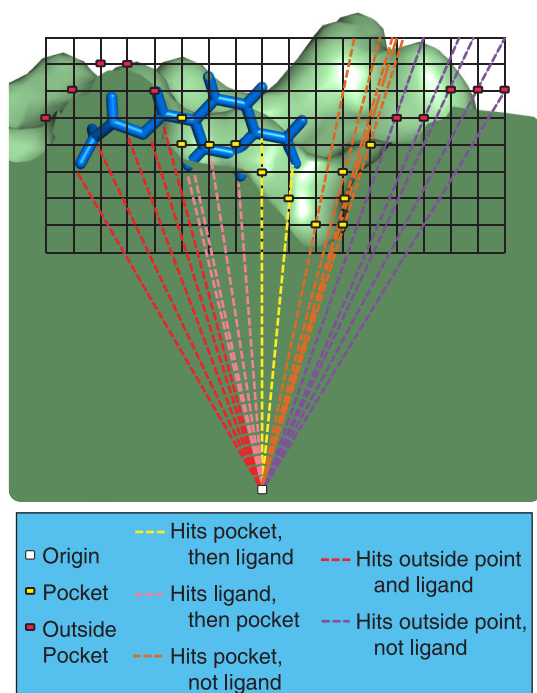 Origin
Pocket
Outside
Pocket
Hits pocket,
then ligand
Hits ligand,
then pocket
Hits pocket,
not ligand
Hits outside point
and ligand
Hits outside point,
not ligand